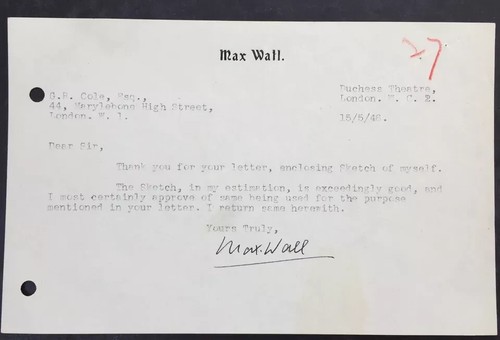 Max Wall.
27
G.R. Cole, Esq.,
44, Marylebone High Street,
London. W. 1.
Duchess Theatre,
London. W. C. 2.
15/5/48.
Dear Sir,
Thank you for your letter, enclosing Sketch of myself.
The Sketch, in my estimation, is exceedingly good, and
I most certainly approve of same being used for the purpose
mentioned in your letter. I return same herewith.
Yours Truly,
Max Wall